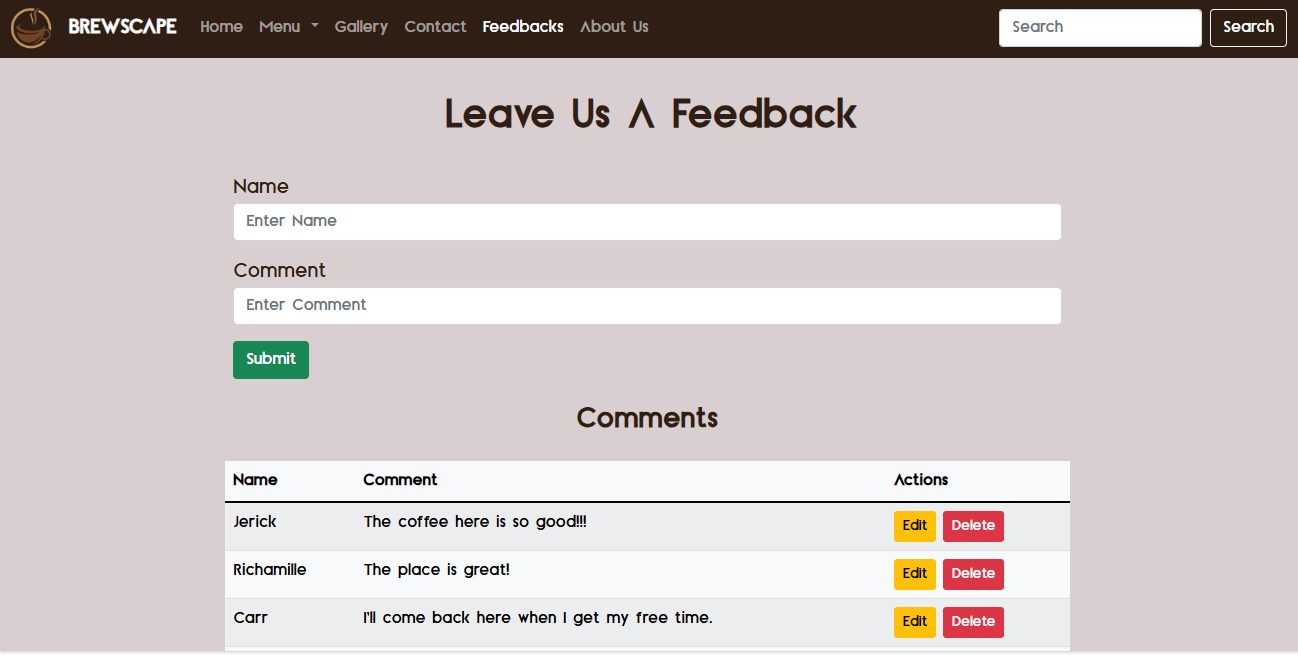 BREWSCAPE Home Menu Gallery Contact Feedbacks About Us Search Search
Leave Us A Feedback
Name
Enter Name
Comment
Enter Comment
Submit
Comments
Name Comment Actions
Jerick The coffee here is so good!!! Edit Delete
Richamille The place is great! Edit Delete
Carr I'll come back here when I get my free time. Edit Delete